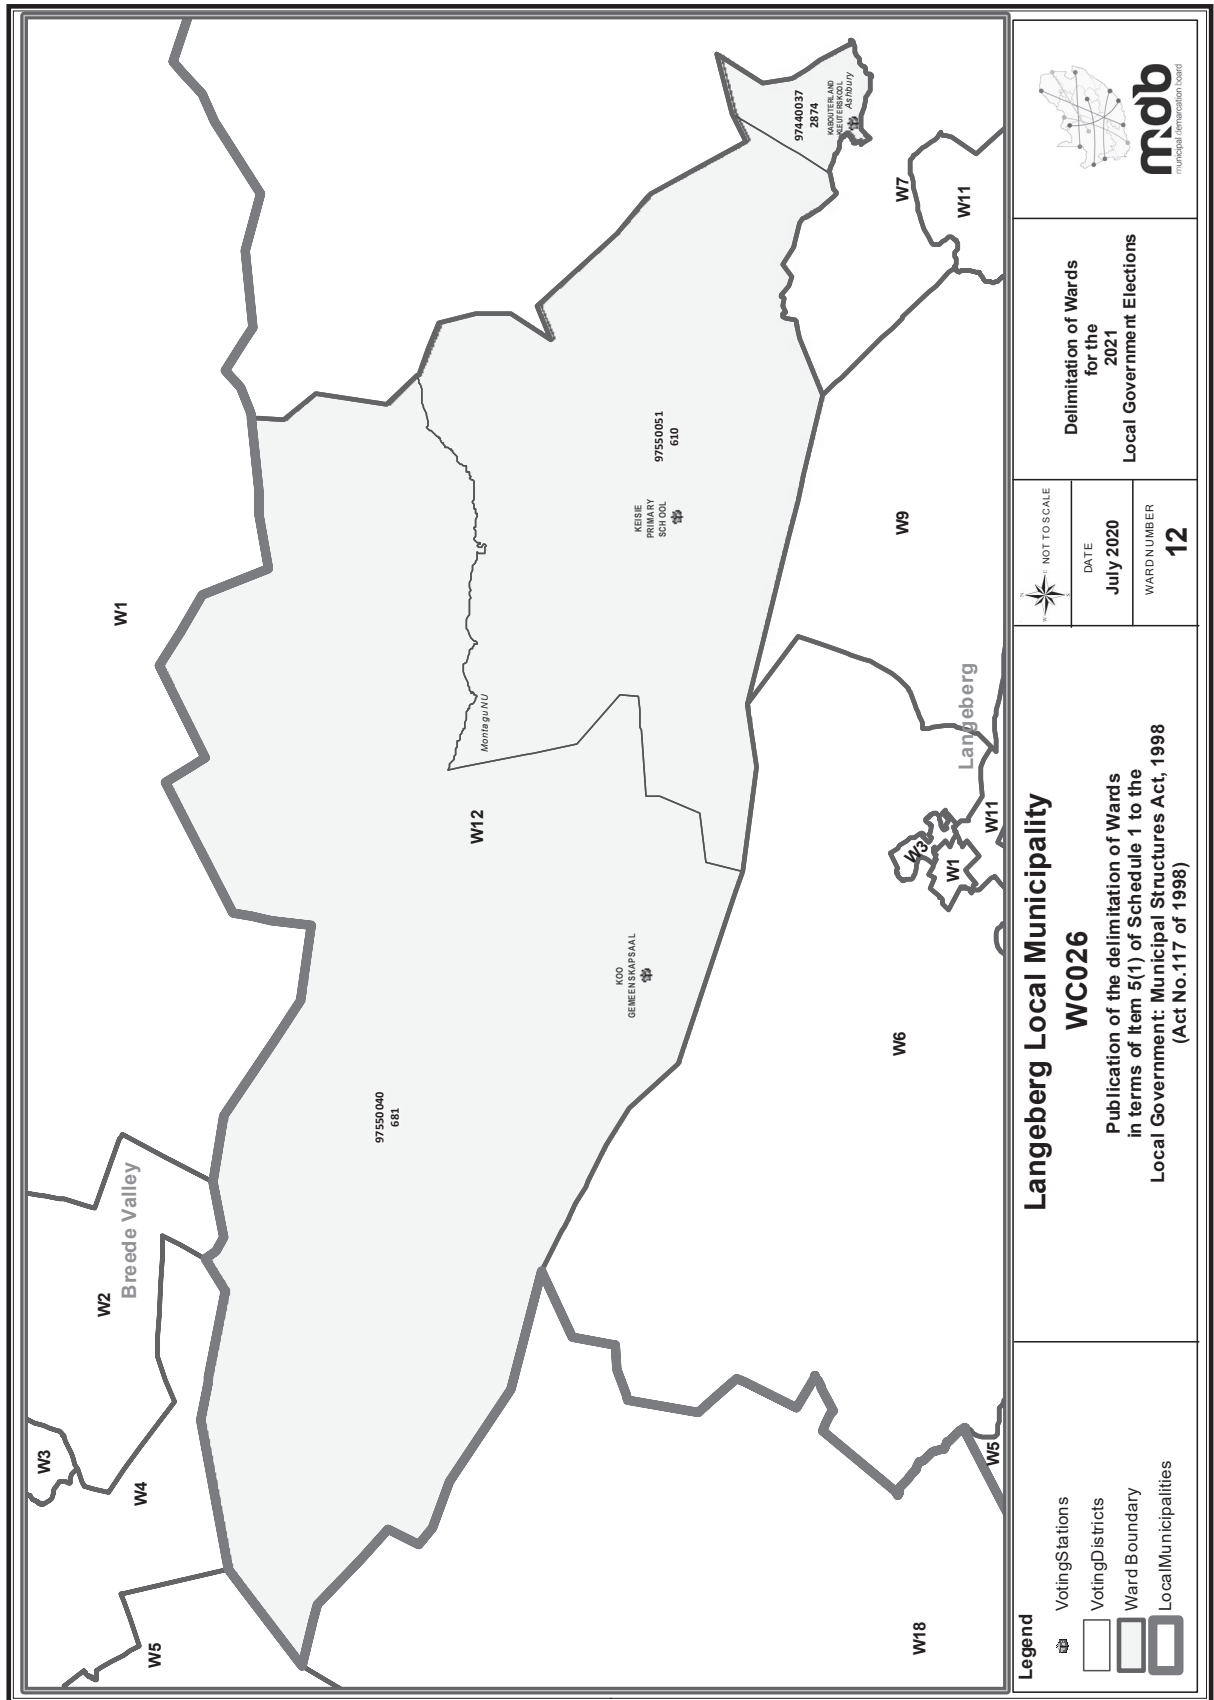 W1
W2
Breede Valley
W3
W4
W5
97440037
2874
KABOUTERLAND
KLEUTERSKOOL
Ashbury
W7
W11
97550051
610
KEISIE
PRIMARY
SCHOOL
Montagu NU
W12
W9
KOO
GEMEENSKAPSAAL
97550040
681
Langeberg
W3
W1
W11
W6
W5
W18
Legend
VotingStations
VotingDistricts
Ward Boundary
LocalMunicipalities
Langeberg Local Municipality
WC026
Publication of the delimitation of Wards
in terms of Item 5(1) of Schedule 1 to the
Local Government: Municipal Structures Act, 1998
(Act No.117 of 1998)
N
W
E
S
NOT TO SCALE
DATE
July 2020
WARD NUMBER
12
Delimitation of Wards
for the
2021
Local Government Elections
mdb
municipal demarcation board